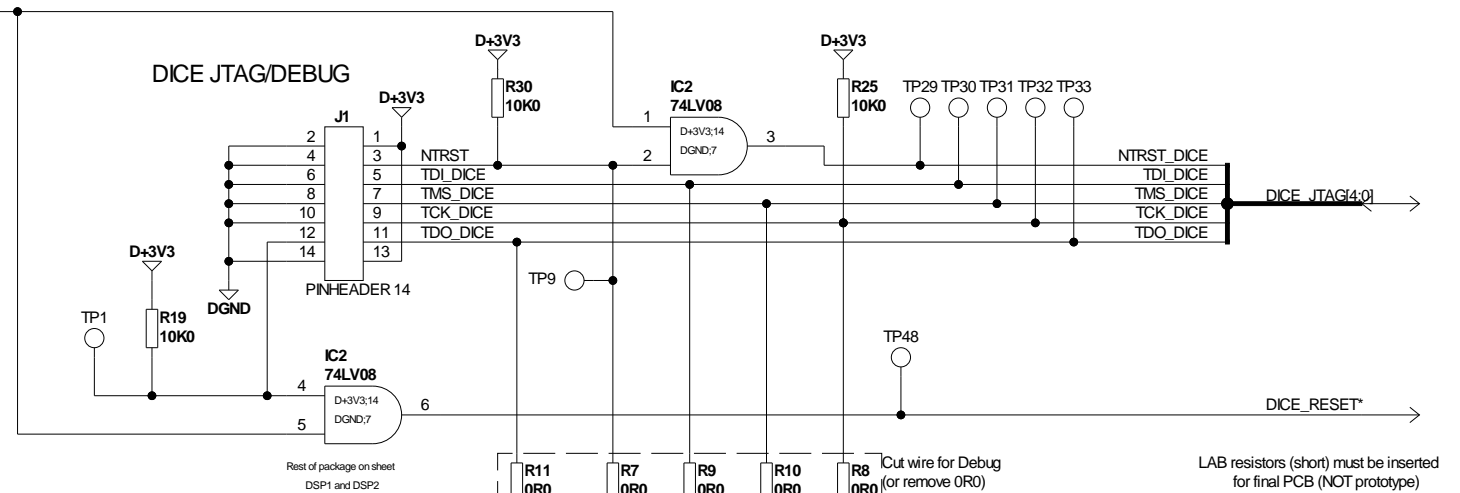 D+3V3
D+3V3
DICE JTAG/DEBUG
R30
10K0
IC2
74LV08
R25
10K0
TP29 TP30 TP31 TP32 TP33
D+3V3
J1
1
D+3V3;14
DGND;7
3
2
2 1
4 3 NTRST NTRST_DICE
6 5 TDI_DICE TDI_DICE
8 7 TMS_DICE TMS_DICE DICE_JTAG[4:0]
10 9 TCK_DICE TCK_DICE
12 11 TDO_DICE TDO_DICE
14 13
D+3V3
TP9
PINHEADER 14
DGND
TP1
R19
10K0
TP48
IC2
74LV08
4
D+3V3;14
DGND;7
6
5
DICE_RESET*
Rest of package on sheet
DSP1 and DSP2
R11
0R0
R7
0R0
R9
0R0
R10
0R0
R8
0R0
Cut wire for Debug
(or remove 0R0)
LAB resistors (short) must be inserted
for final PCB (NOT prototype)